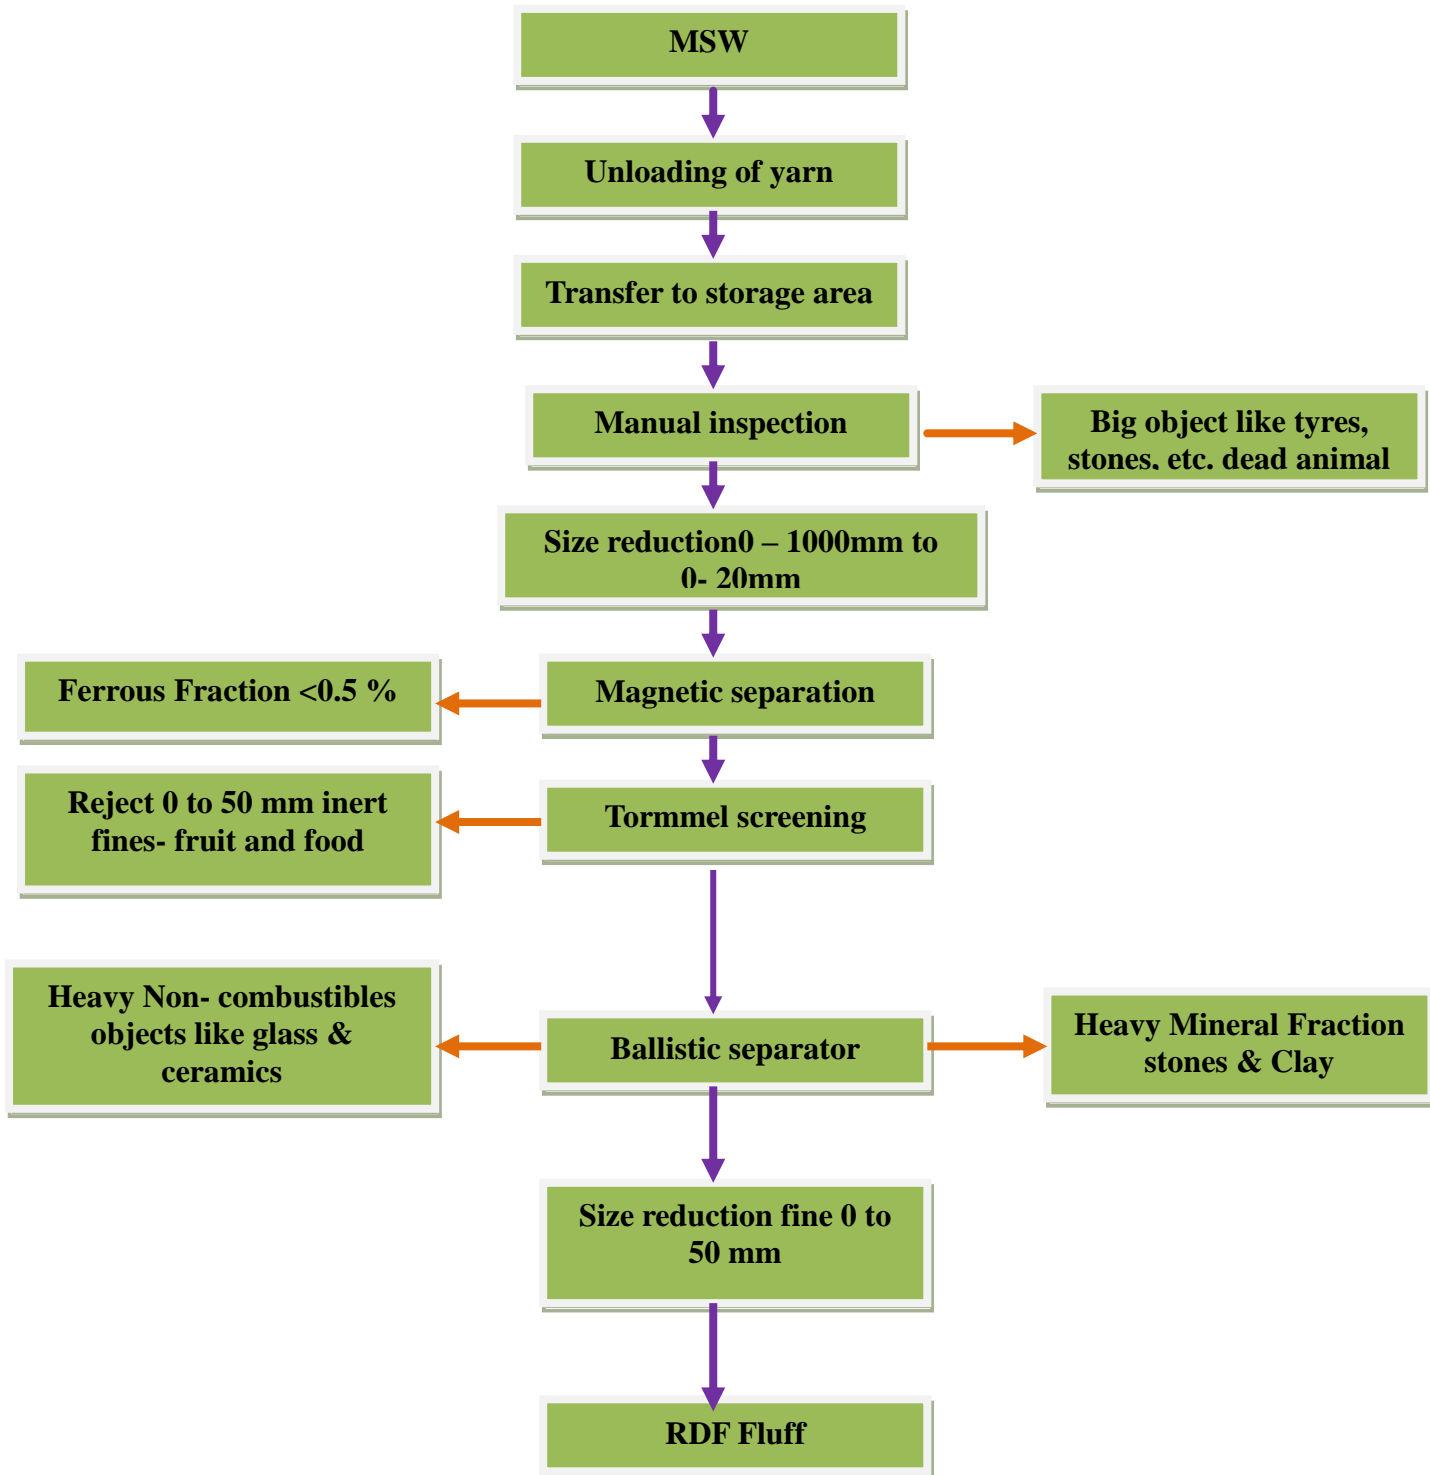 MSW
Unloading of yarn
Transfer to storage area
Manual inspection
Big object like tyres,
stones, etc. dead animal
Size reduction0 – 1000mm to
0- 20mm
Ferrous Fraction <0.5 %
Magnetic separation
Reject 0 to 50 mm inert
fines- fruit and food
Tormmel screening
Heavy Non- combustibles
objects like glass &
ceramics
Ballistic separator
Heavy Mineral Fraction
stones & Clay
Size reduction fine 0 to
50 mm
RDF Fluff